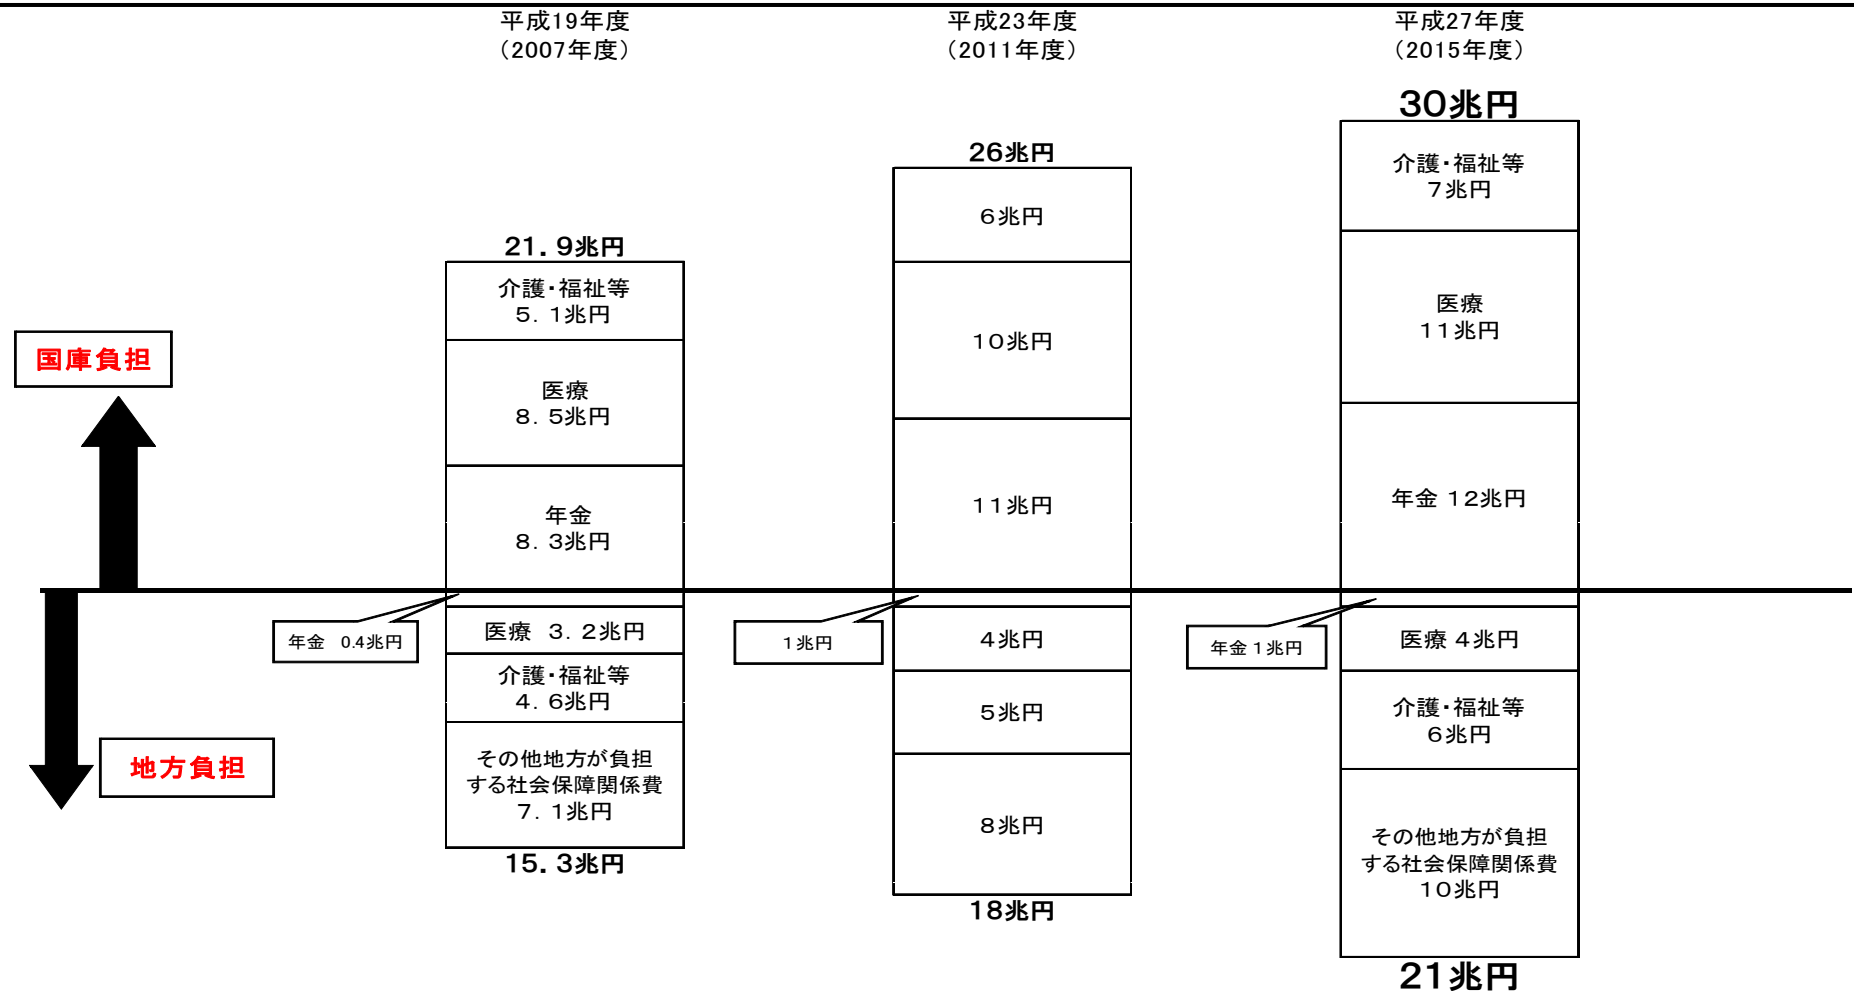 平成19年度
（2007年度）
平成23年度
（2011年度）
平成27年度
（2015年度）
国庫負担
地方負担
21．9兆円
介護・福祉等
5．1兆円
医療
8．5兆円
年金
8．3兆円
年金　0.4兆円
医療　3．2兆円
介護・福祉等
4．6兆円
その他地方が負担
する社会保障関係費
7．1兆円
15．3兆円
26兆円
6兆円
10兆円
11兆円
1兆円
4兆円
5兆円
8兆円
18兆円
30兆円
介護・福祉等
7兆円
医療
11兆円
年金 12兆円
年金 1兆円
医療 4兆円
介護・福祉等
6兆円
その他地方が負担
する社会保障関係費
10兆円
21兆円